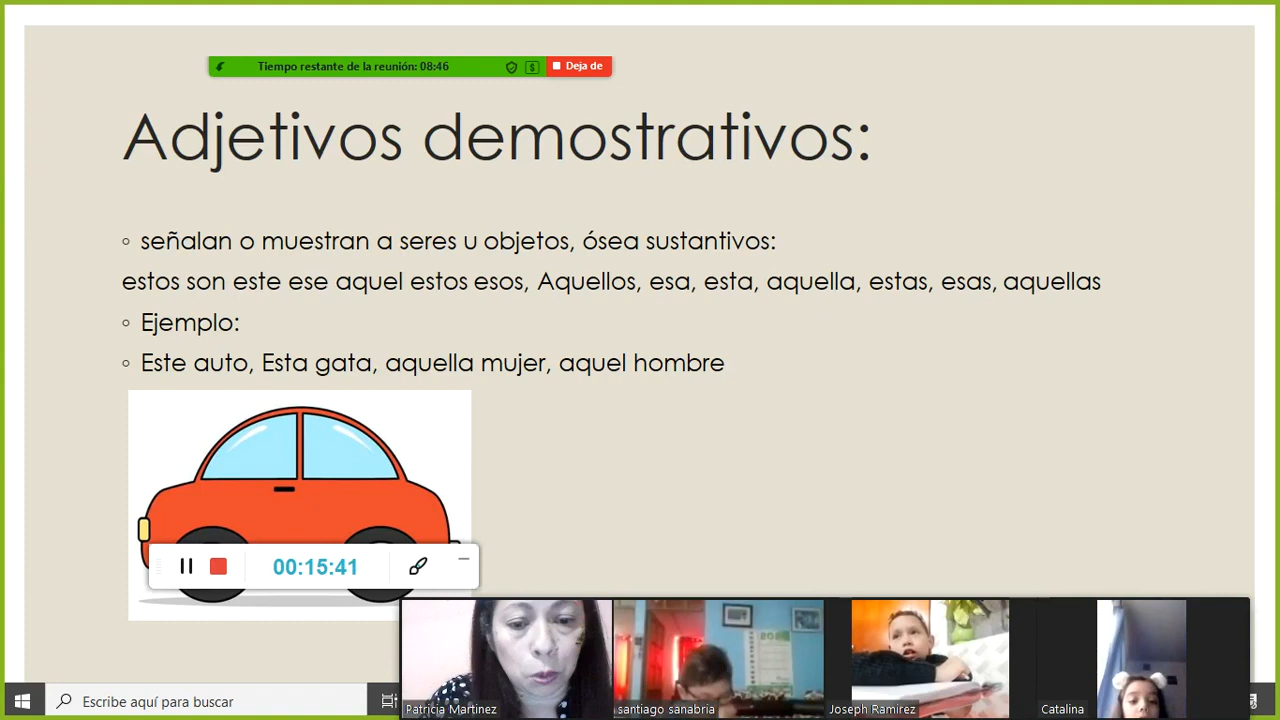 Tiempo restante de la reunión: 08:46
Deja de
Adjetivos demostrativos:
señalan o muestran a seres u objetos, ósea sustantivos:
estos son este ese aquel estos esos, Aquellos, esa, esta, aquella, estas, esas, aquellas
Ejemplo:
Este auto, Esta gata, aquella mujer, aquel hombre
00:15:41
Patricia Martinez
santiago sanabria
Joseph Ramirez
Catalina
Escribe aquí para buscar